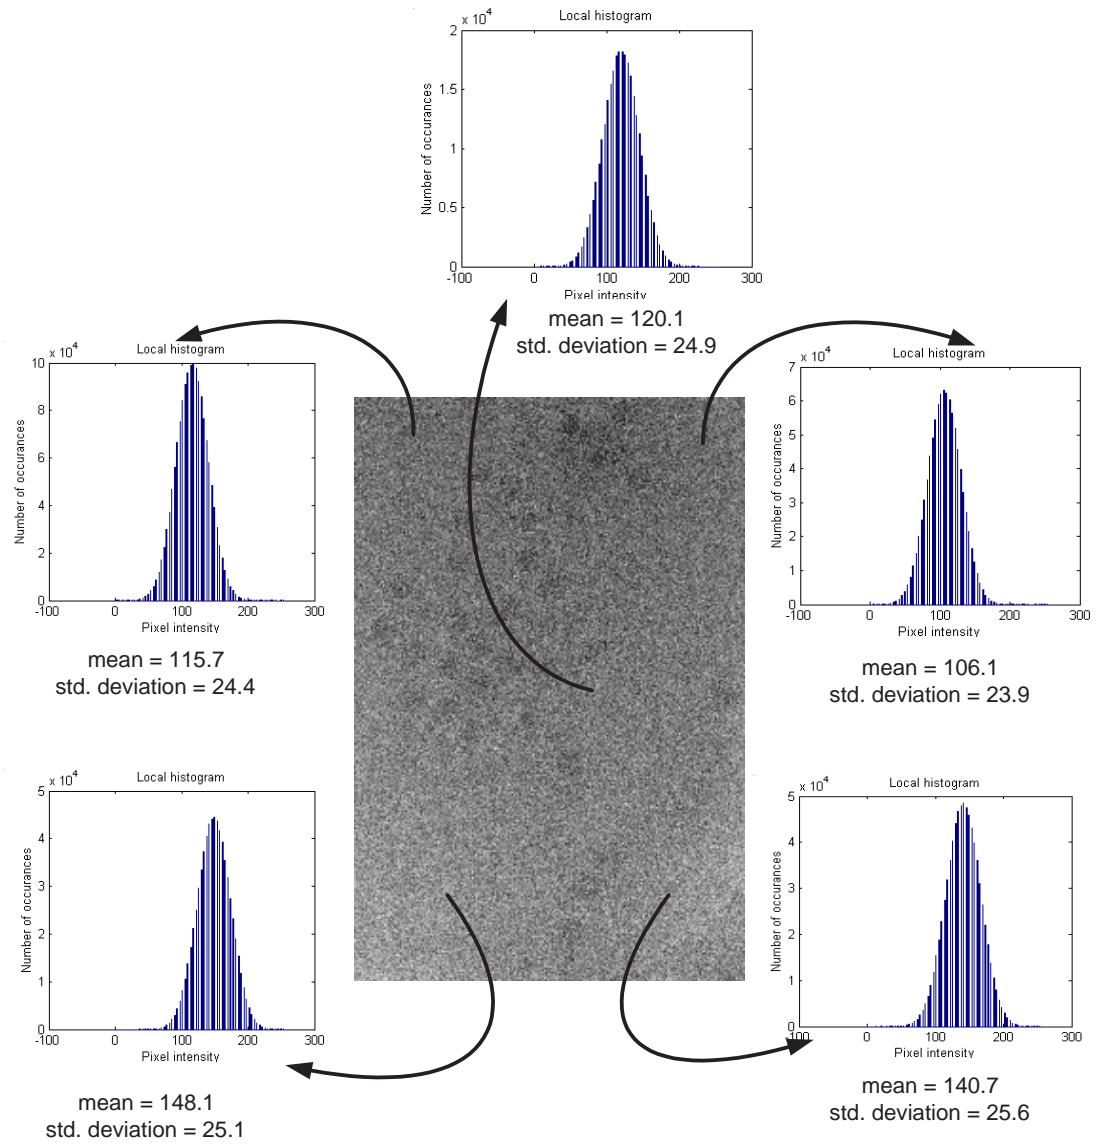 Local histogram
x 10^4
2
1.5
1
0.5
0
-100 0 100 200 300
Number of occurances
Pixel intensity
mean = 120.1
std. deviation = 24.9
Local histogram
x 10^4
10
8
6
4
2
0
-100 0 100 200 300
Number of occurances
Pixel intensity
mean = 115.7
std. deviation = 24.4
Local histogram
x 10^4
7
6
5
4
3
2
1
0
-100 0 100 200 300
Number of occurances
Pixel intensity
mean = 106.1
std. deviation = 23.9
Local histogram
x 10^4
5
4
3
2
1
0
-100 0 100 200 300
Number of occurances
Pixel intensity
mean = 148.1
std. deviation = 25.1
Local histogram
x 10^4
5
4
3
2
1
0
-100 0 100 200 300
Number of occurances
Pixel intensity
mean = 140.7
std. deviation = 25.6